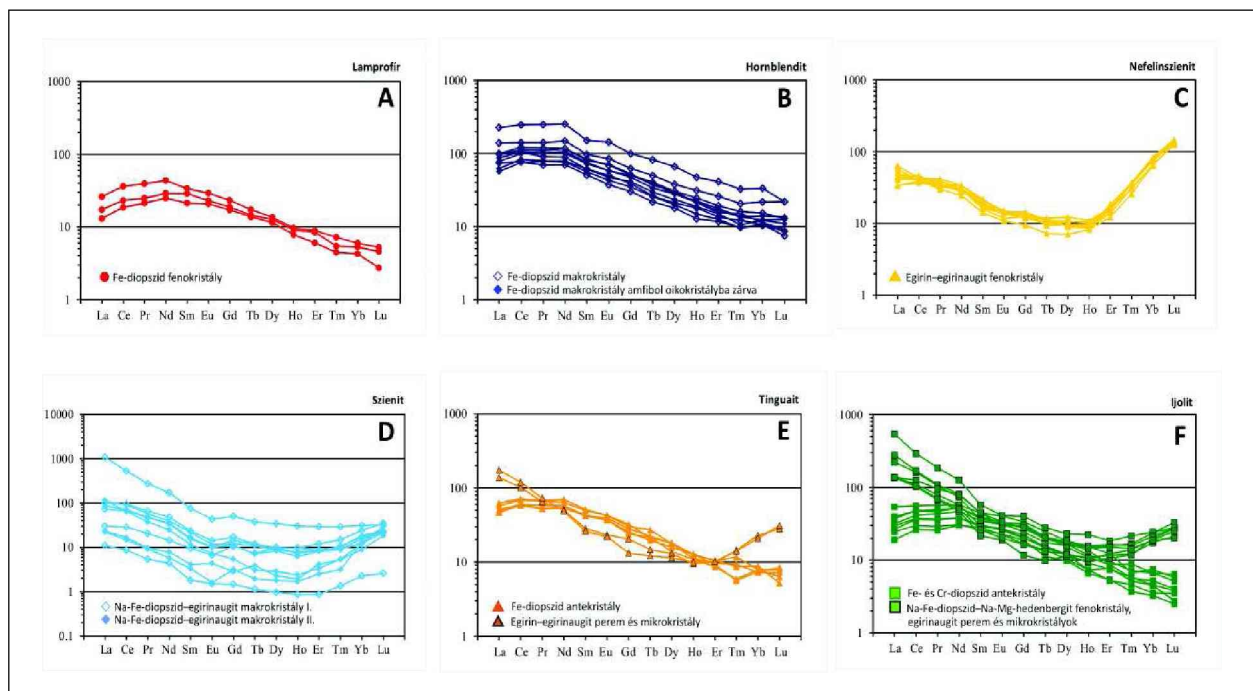 Lamprofír
A
1000
100
10
1
La Ce Pr Nd Sm Eu Gd Tb Dy Ho Er Tm Yb Lu
Fe-diopszid fenokristály
Hornblendit
B
1000
100
10
1
La Ce Pr Nd Sm Eu Gd Tb Dy Ho Er Tm Yb Lu
Fe-diopszid makrokristály
Fe-diopszid makrokristály amfibol oikokristályba zárva
Nefelinszienit
C
1000
100
10
1
La Ce Pr Nd Sm Eu Gd Tb Dy Ho Er Tm Yb Lu
Egirin–egirinaugit fenokristály
Szienit
D
10000
1000
100
10
1
0.1
La Ce Pr Nd Sm Eu Gd Tb Dy Ho Er Tm Yb Lu
Na-Fe-diopszid–egirinaugit makrokristály I.
Na-Fe-diopszid–egirinaugit makrokristály II.
Tinguait
E
1000
100
10
1
La Ce Pr Nd Sm Eu Gd Tb Dy Ho Er Tm Yb Lu
Fe-diopszid antekristály
Egirin–egirinaugit perem és mikrokristály
Ijolit
F
1000
100
10
1
La Ce Pr Nd Sm Eu Gd Tb Dy Ho Er Tm Yb Lu
Fe- és Cr-diopszid antekristály
Na-Fe-diopszid–Na-Mg-hedenbergit fenokristály,
egirinaugit perem és mikrokristályok